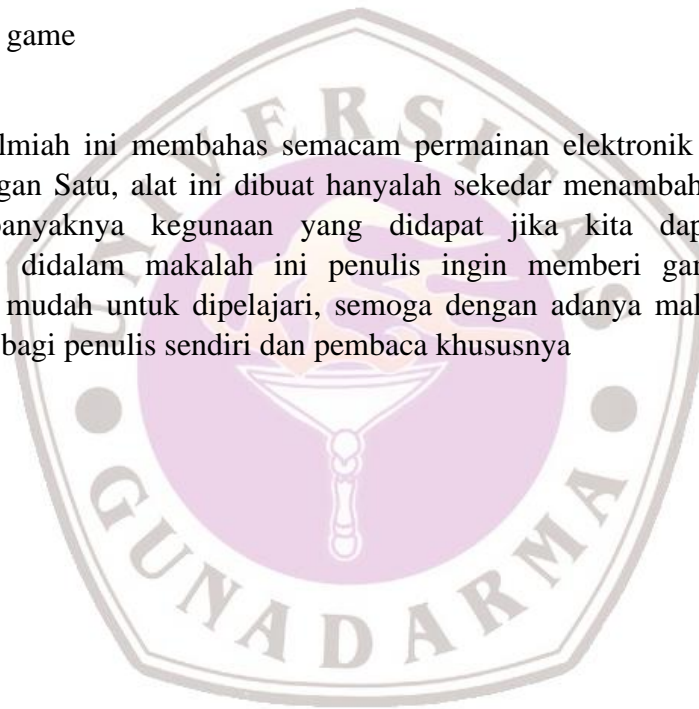 game
lmiah ini membahas semacam permainan elektronik
gan Satu, alat ini dibuat hanyalah sekedar menambah
banyaknya kegunaan yang didapat jika kita dap
didalam makalah ini penulis ingin memberi gar
mudah untuk dipelajari, semoga dengan adanya mal
bagi penulis sendiri dan pembaca khususnya
UNIVERSITAS
GUNADARMA